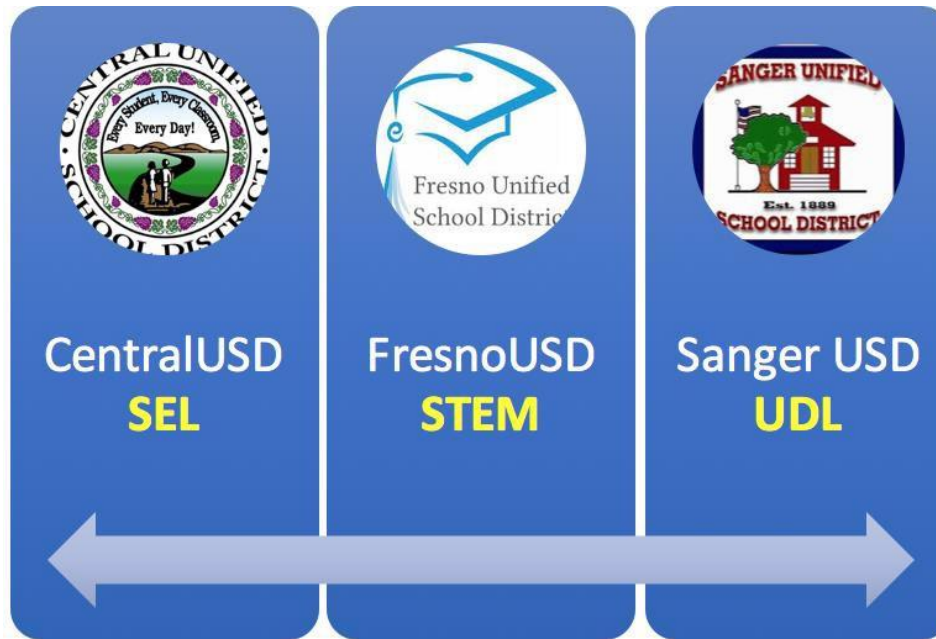 CENTRAL UNIFIED
SCHOOL DISTRICT
Every Student, Every Classroom,
Every Day!
CentralUSD
SEL
Fresno Unified
School Distric
FresnoUSD
STEM
SANGER UNIFIED
Est. 1889
SCHOOL DISTRICT
Sanger USD
UDL